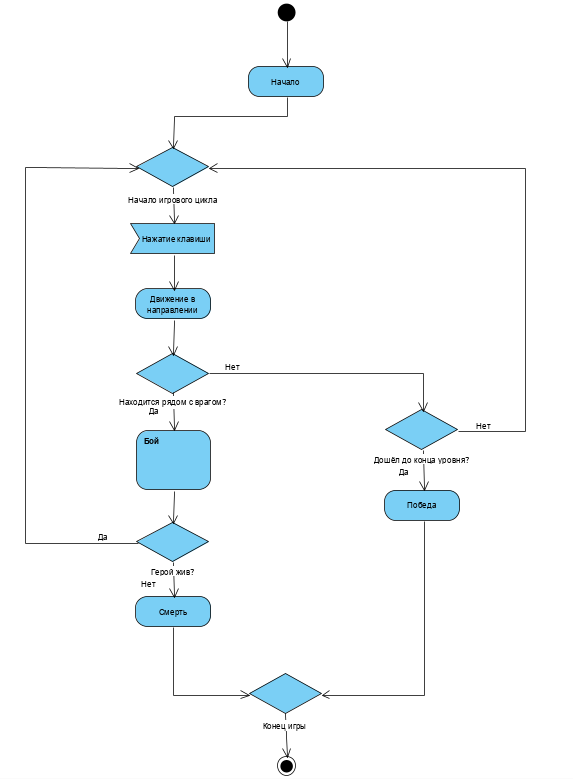 Начало
Начало игрового цикла
Нажатие клавиши
Движение в
направлении
Нет
Находится рядом с врагом?
Да
Нет
Бой
Дошёл до конца уровня?
Да
Победа
Да
Герой жив?
Нет
Смерть
Конец игры